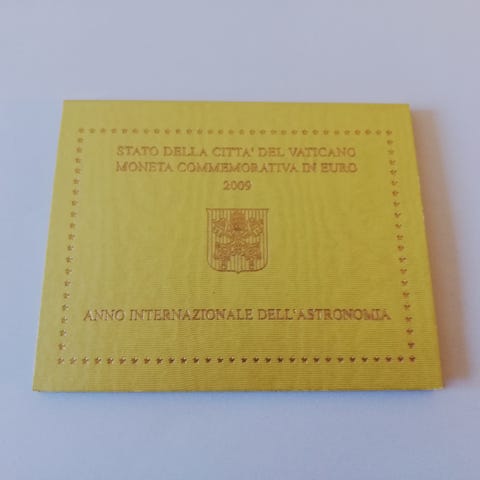 STATO DELLA CITTA' DEL VATICANO
MONETA COMMEMORATIVA IN EURO
2009
ANNO INTERNAZIONALE DELL'ASTRONOMIA